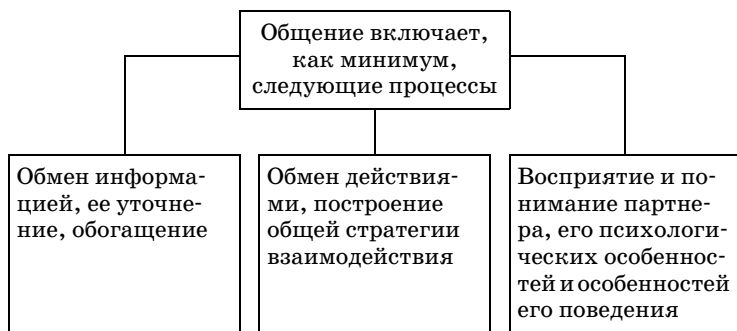 Общение включает,
как минимум,
следующие процессы
Обмен информа-
цией, ее уточне-
ние, обогащение
Обмен действия-
ми, построение
общей стратегии
взаимодействия
Восприятие и по-
нимание партне-
ра, его психологи-
ческих особеннос-
тей и особенностей
его поведения